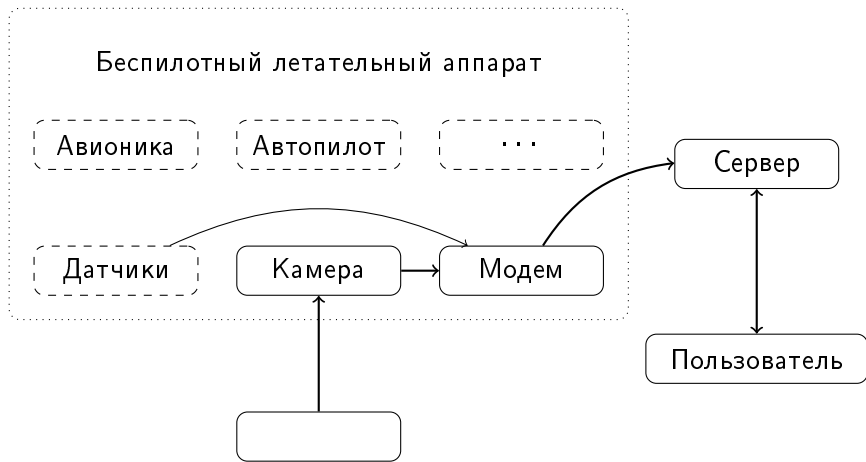 Беспилотный летательный аппарат
Авионика
Автопилот
...
Сервер
Датчики
Камера
Модем
Пользователь